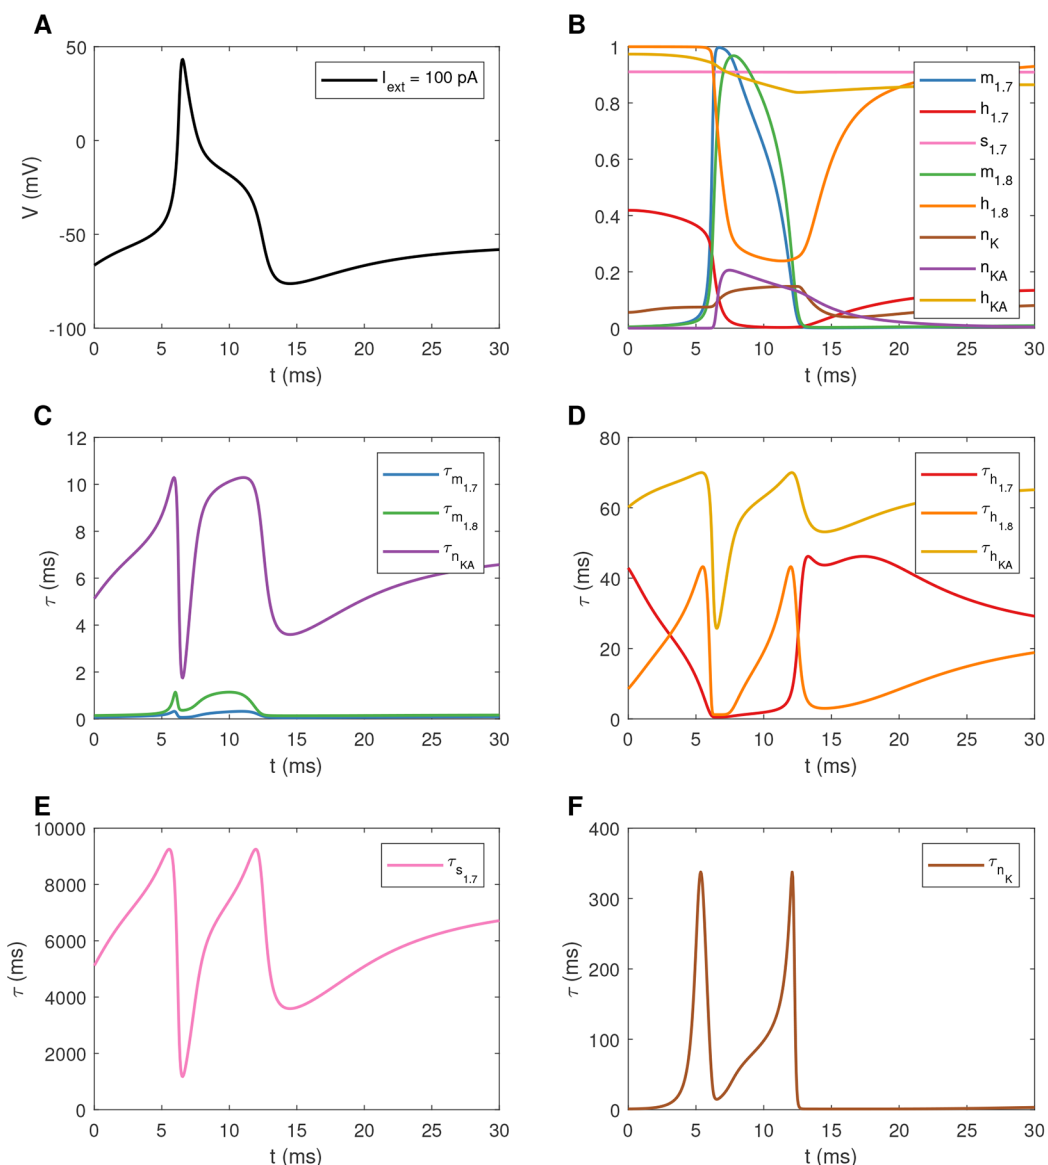 A
50
0
-50
-100
V (mV)
I_ext = 100 pA
0 5 10 15 20 25 30
t (ms)
B
1
0.8
0.6
0.4
0.2
0
m_1.7
h_1.7
s_1.7
m_1.8
h_1.8
n_K
n_KA
h_KA
0 5 10 15 20 25 30
t (ms)
C
12
10
8
6
4
2
0
τ (ms)
τ_m_1.7
τ_m_1.8
τ_n_KA
0 5 10 15 20 25 30
t (ms)
D
80
60
40
20
0
τ (ms)
τ_h_1.7
τ_h_1.8
τ_h_KA
0 5 10 15 20 25 30
t (ms)
E
10000
8000
6000
4000
2000
0
τ (ms)
τ_s_1.7
0 5 10 15 20 25 30
t (ms)
F
400
300
200
100
0
τ (ms)
τ_n_K
0 5 10 15 20 25 30
t (ms)